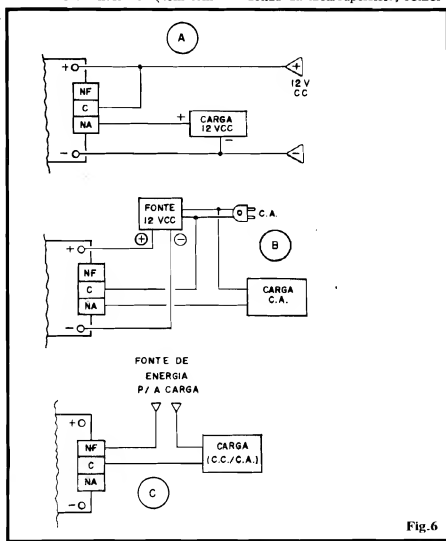 A
+
12 V
CC
NF
C
NA
+
CARGA
12 VCC
-
-
FONTE
12 VCC
C.A.
+
-
B
+
NF
C
NA
CARGA
C.A.
-
FONTE DE
ENERGIA
P/ A CARGA
+
NF
C
NA
CARGA
(C.C./C.A.)
-
C
Fig.6